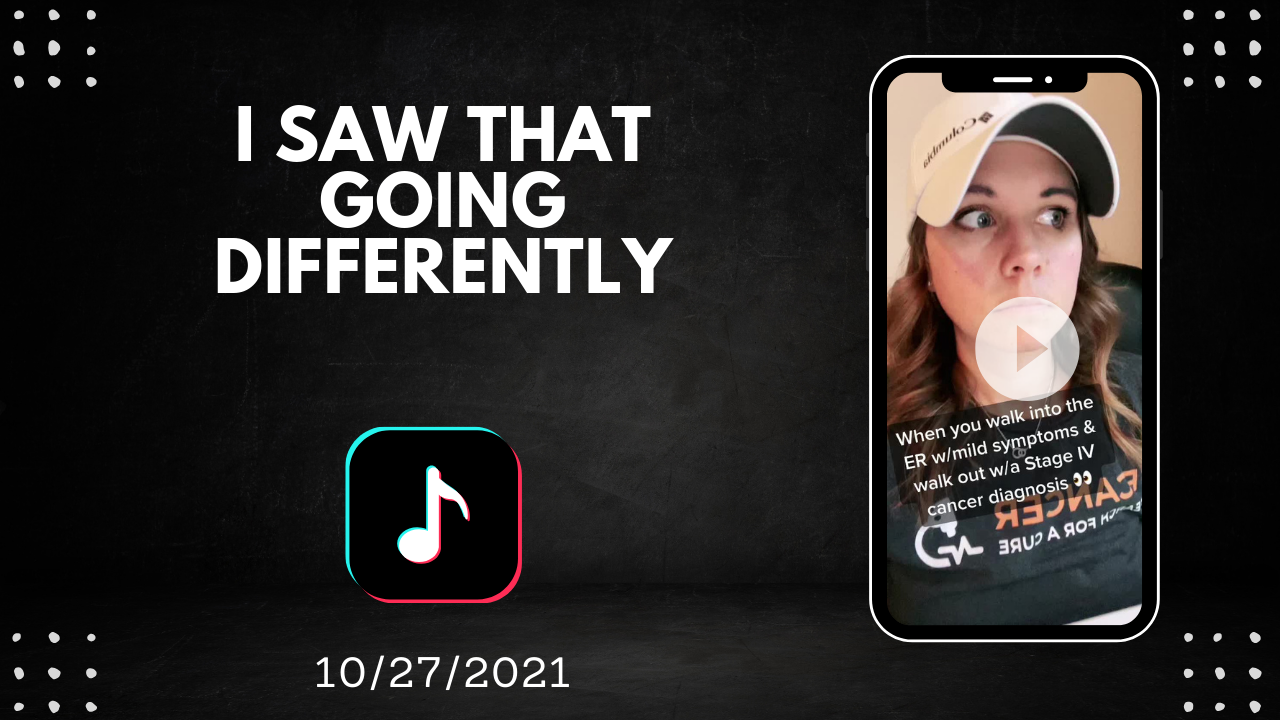 I SAW THAT
GOING
DIFFERENTLY
10/27/2021
Columbia
When you walk into the
ER w/mild symptoms &
walk out w/a Stage IV
cancer diagnosis 👀
CANCER
FOR A CURE